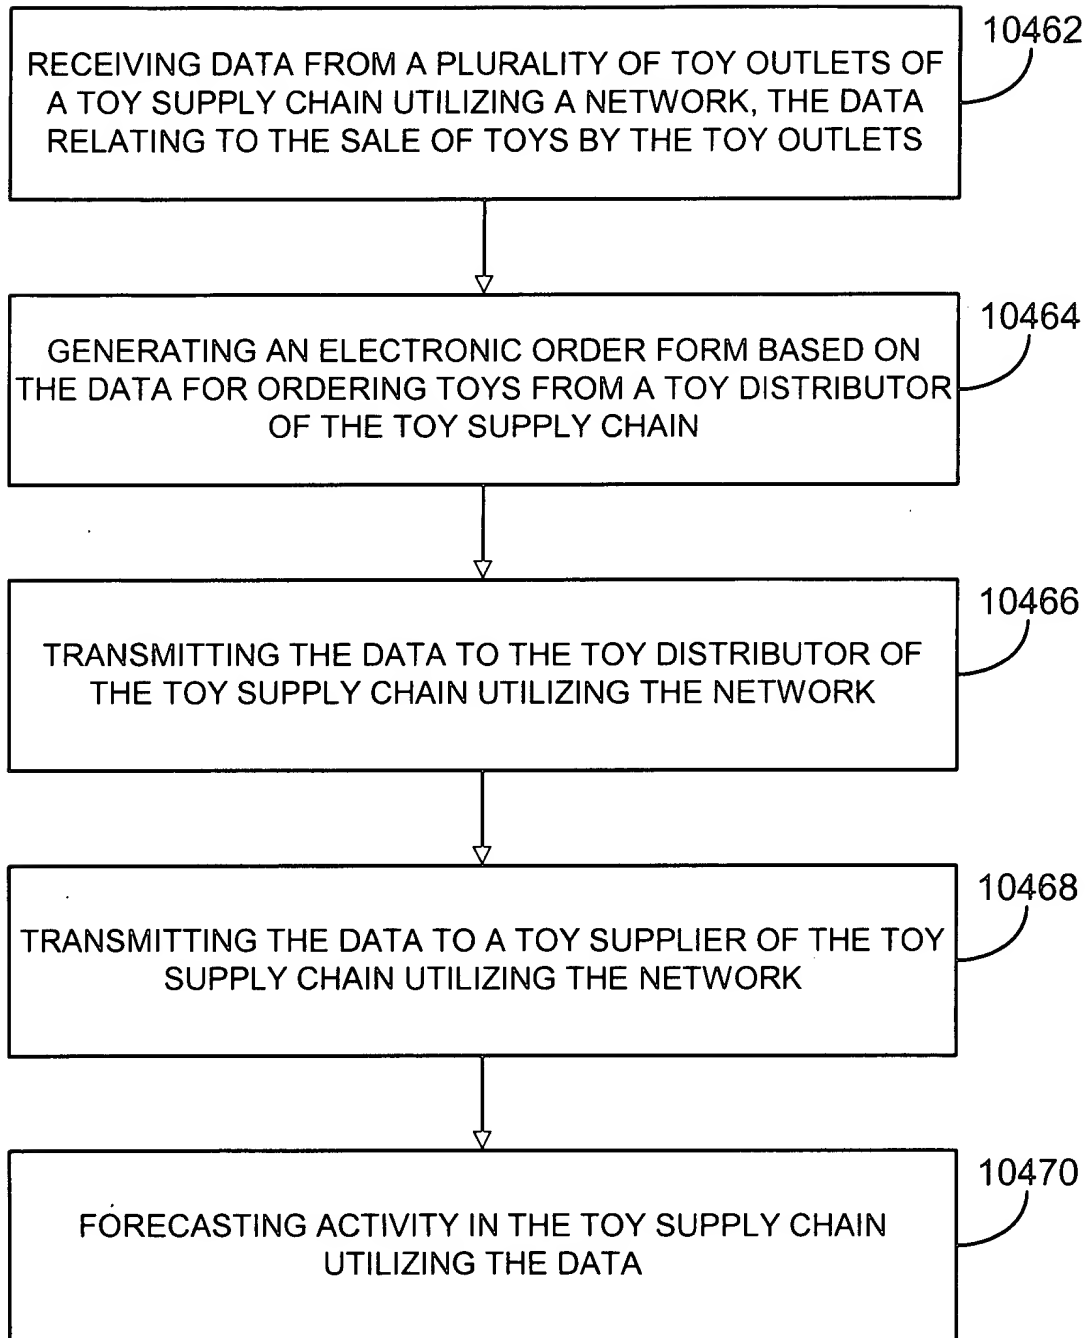 10462
RECEIVING DATA FROM A PLURALITY OF TOY OUTLETS OF
A TOY SUPPLY CHAIN UTILIZING A NETWORK, THE DATA
RELATING TO THE SALE OF TOYS BY THE TOY OUTLETS
10464
GENERATING AN ELECTRONIC ORDER FORM BASED ON
THE DATA FOR ORDERING TOYS FROM A TOY DISTRIBUTOR
OF THE TOY SUPPLY CHAIN
10466
TRANSMITTING THE DATA TO THE TOY DISTRIBUTOR OF
THE TOY SUPPLY CHAIN UTILIZING THE NETWORK
10468
TRANSMITTING THE DATA TO A TOY SUPPLIER OF THE TOY
SUPPLY CHAIN UTILIZING THE NETWORK
10470
FORECASTING ACTIVITY IN THE TOY SUPPLY CHAIN
UTILIZING THE DATA